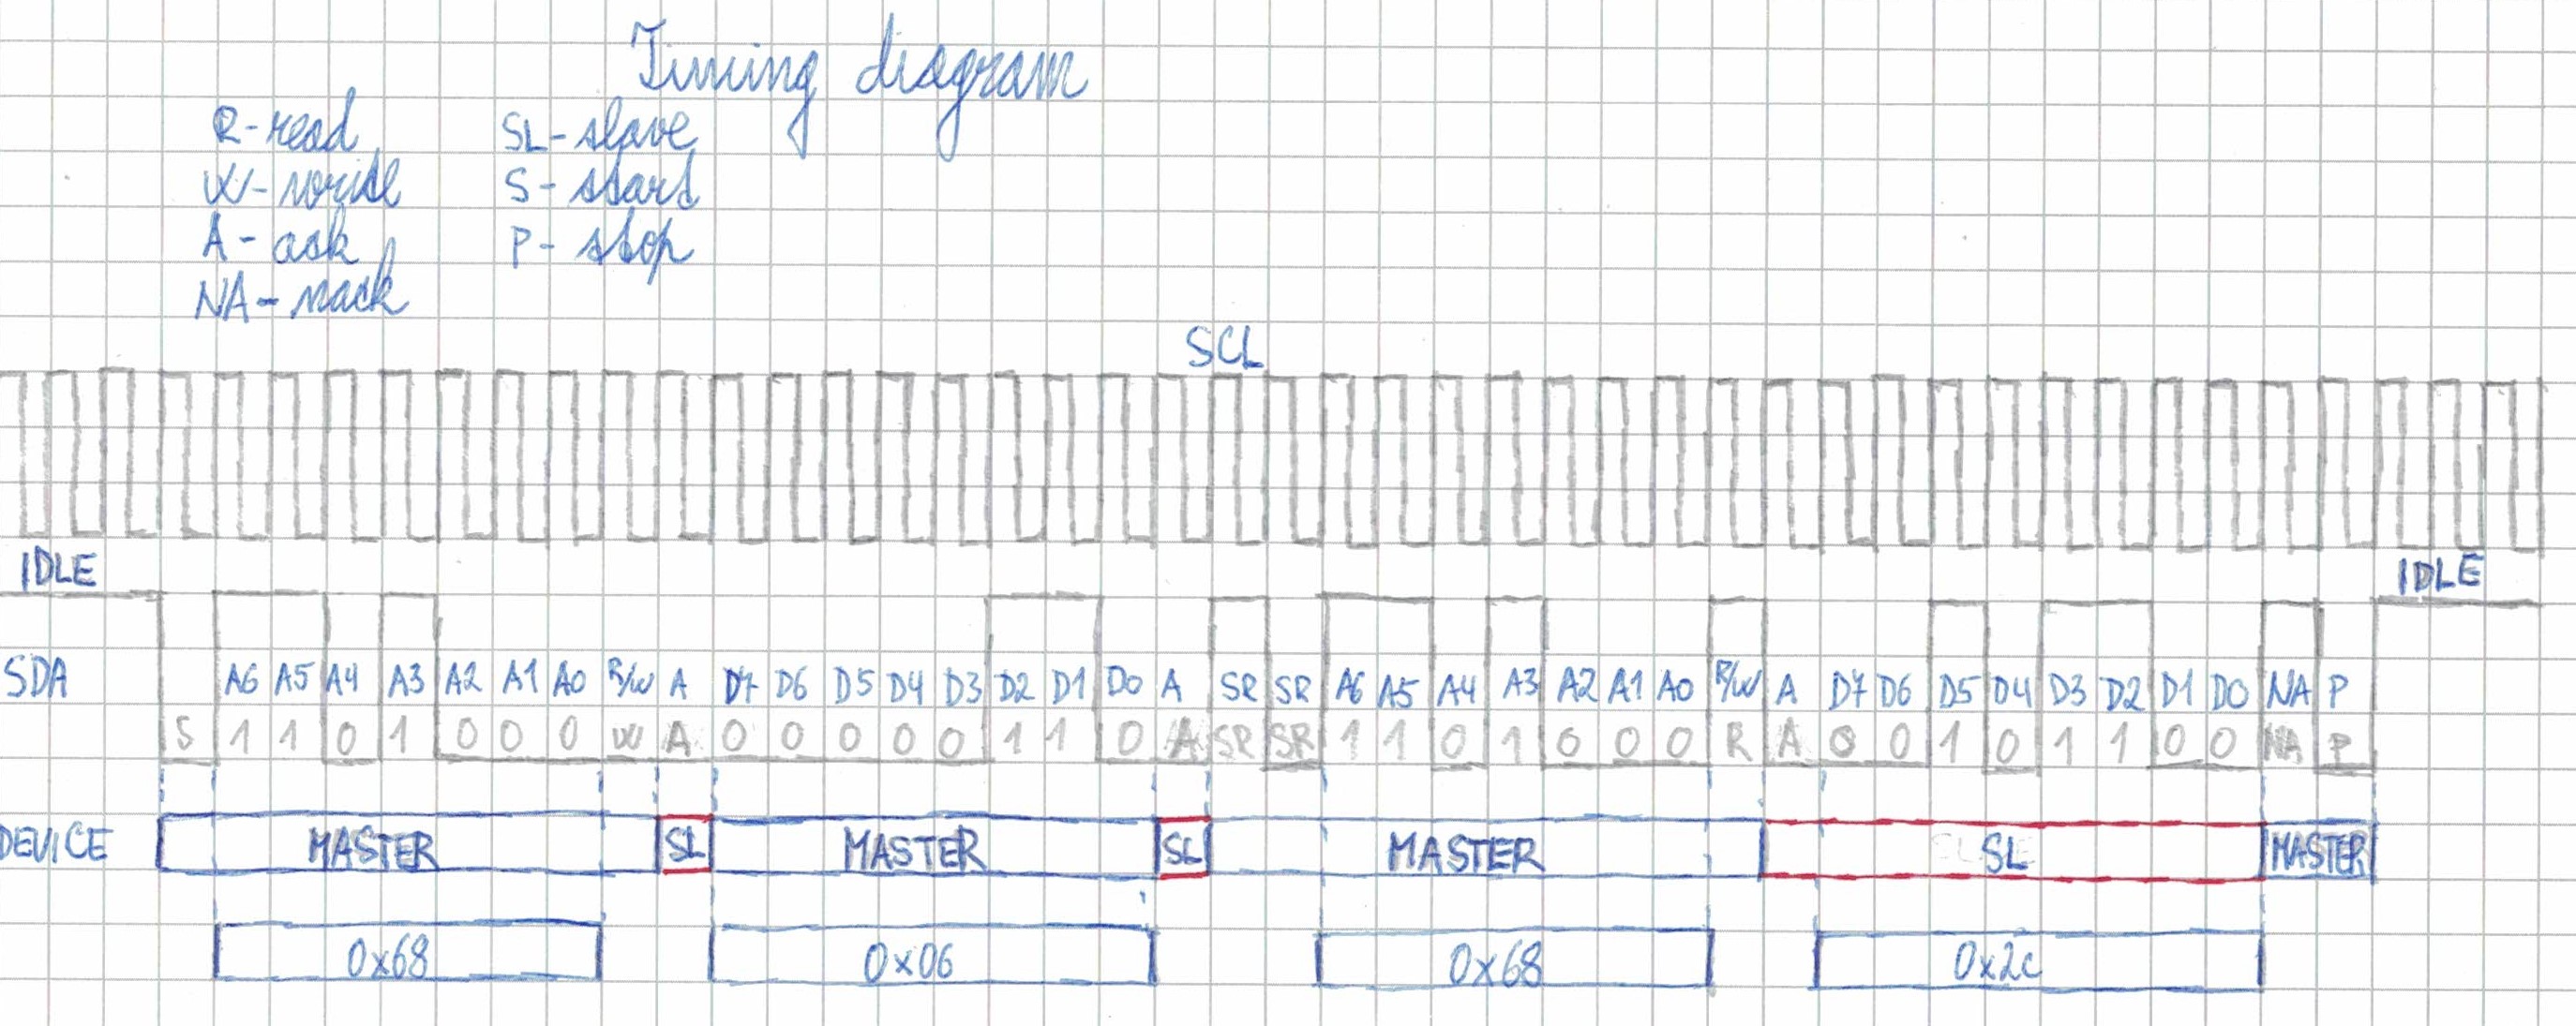 Timing diagram
R-read SL-slave
W-write S-start
A-ask P-stop
NA-nack
SCL
IDLE
IDLE
SDA A6 A5 A4 A3 A2 A1 A0 R/W A D7 D6 D5 D4 D3 D2 D1 D0 A SR SR A6 A5 A4 A3 A2 A1 A0 R/W A D7 D6 D5 D4 D3 D2 D1 D0 NA P
S 1 1 0 1 0 0 0 W A 0 0 0 0 0 1 1 0 A SR SR 1 1 0 1 0 0 0 R A 0 0 1 0 1 1 0 0 NA P
DEVICE MASTER SL MASTER SL MASTER SL MASTER
0x68 0x06 0x68 0x2c